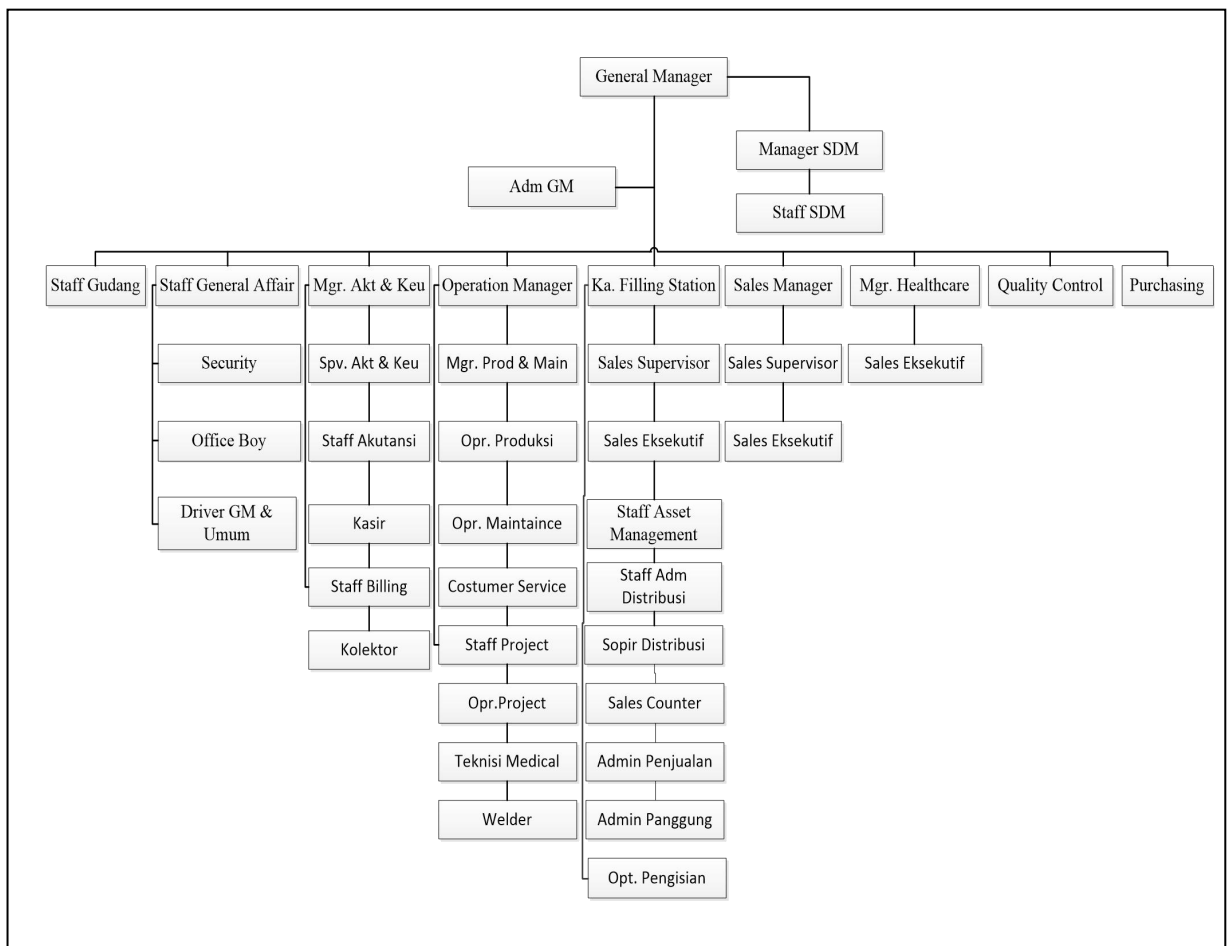 General Manager
Manager SDM
Adm GM
Staff SDM
Staff Gudang
Staff General Affair
Mgr. Akt & Keu
Operation Manager
Ka. Filling Station
Sales Manager
Mgr. Healthcare
Quality Control
Purchasing
Security
Spv. Akt & Keu
Mgr. Prod & Main
Sales Supervisor
Sales Supervisor
Sales Eksekutif
Office Boy
Staff Akutansi
Opr. Produksi
Sales Eksekutif
Sales Eksekutif
Driver GM &
Umum
Kasir
Opr. Maintaince
Staff Asset
Management
Staff Billing
Costumer Service
Staff Adm
Distribusi
Kolektor
Staff Project
Sopir Distribusi
Opr.Project
Sales Counter
Teknisi Medical
Admin Penjualan
Welder
Admin Panggung
Opt. Pengisian